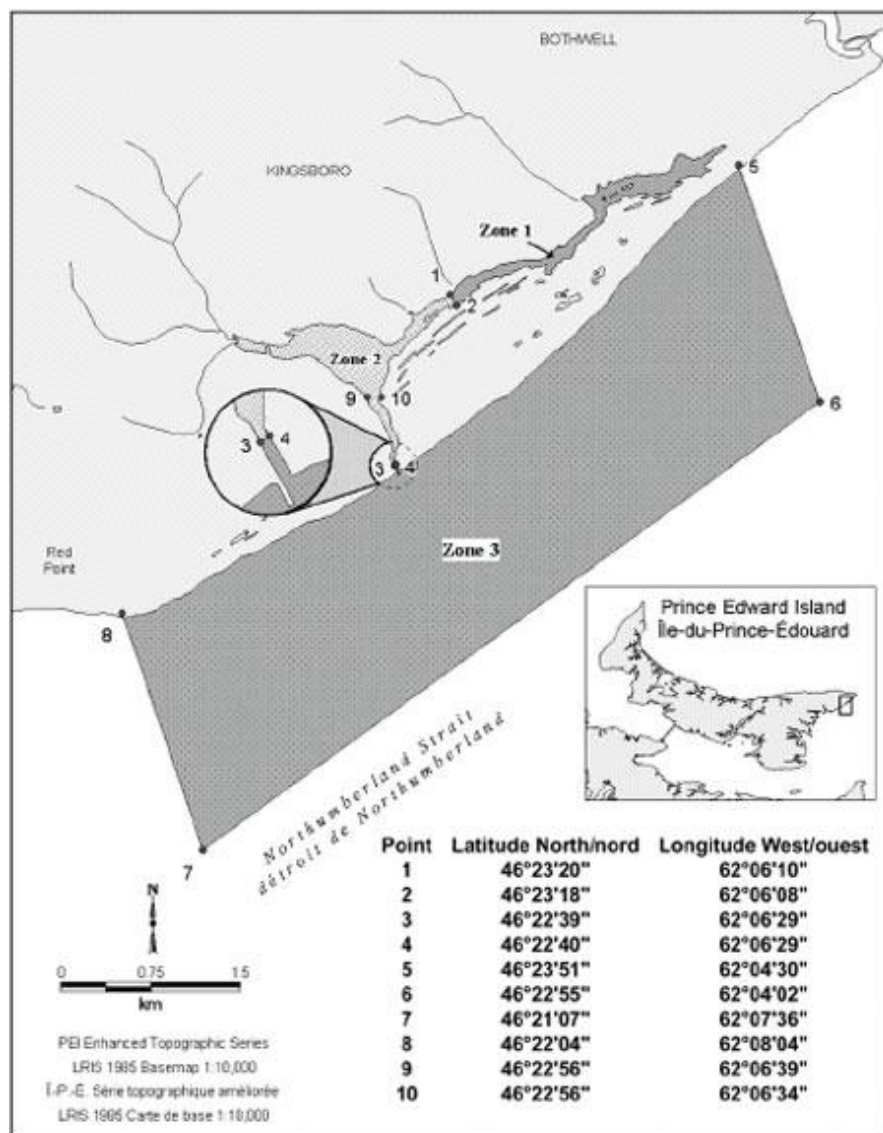 BOTHWELL
KINGSBORO
5
Zone 1
1
2
Zone 2
9
10
6
3
4
3
4
Zone 3
Red
Point
8
Prince Edward Island
Île-du-Prince-Édouard
Northumberland Strait
détroit de Northumberland
7
Point Latitude North/nord Longitude West/ouest
1 46°23'20" 62°06'10"
2 46°23'18" 62°06'08"
3 46°22'39" 62°06'29"
4 46°22'40" 62°06'29"
5 46°23'51" 62°04'30"
6 46°22'55" 62°04'02"
7 46°21'07" 62°07'36"
8 46°22'04" 62°08'04"
9 46°22'56" 62°06'39"
10 46°22'56" 62°06'34"
N
0 0.75 1.5
km
PEI Enhanced Topographic Series
LRIS 1985 Basemap 1:10,000
Î.-P.-É. Série topographique améliorée
LRIS 1985 Carte de base 1:10,000